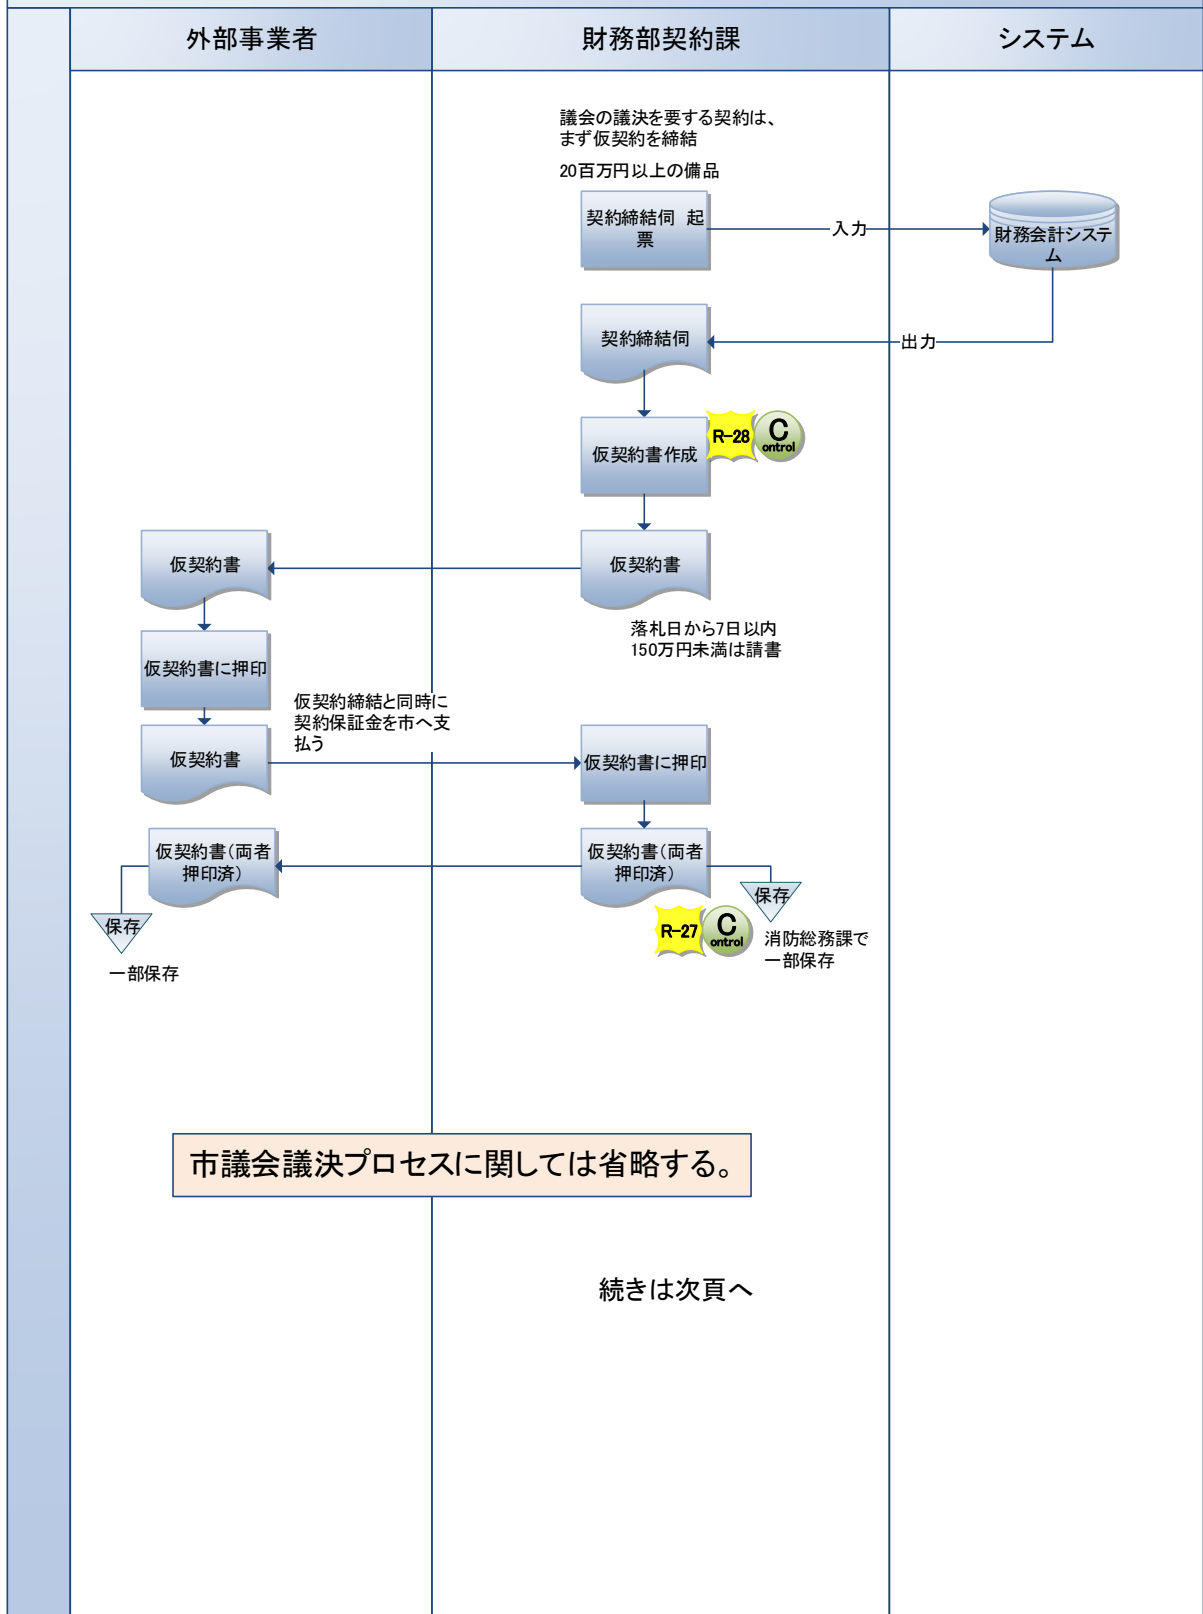 外部事業者
財務部契約課
システム
議会の議決を要する契約は、
まず仮契約を締結
20百万円以上の備品
契約締結伺 起
票
入力
財務会計システ
ム
契約締結伺
出力
仮契約書作成
R-28
C
ontrol
仮契約書
仮契約書
落札日から7日以内
150万円未満は請書
仮契約書に押印
仮契約締結と同時に
契約保証金を市へ支
払う
仮契約書
仮契約書に押印
仮契約書(両者
押印済)
仮契約書(両者
押印済)
保存
保存
R-27
C
ontrol
消防総務課で
一部保存
一部保存
市議会議決プロセスに関しては省略する。
続きは次頁へ